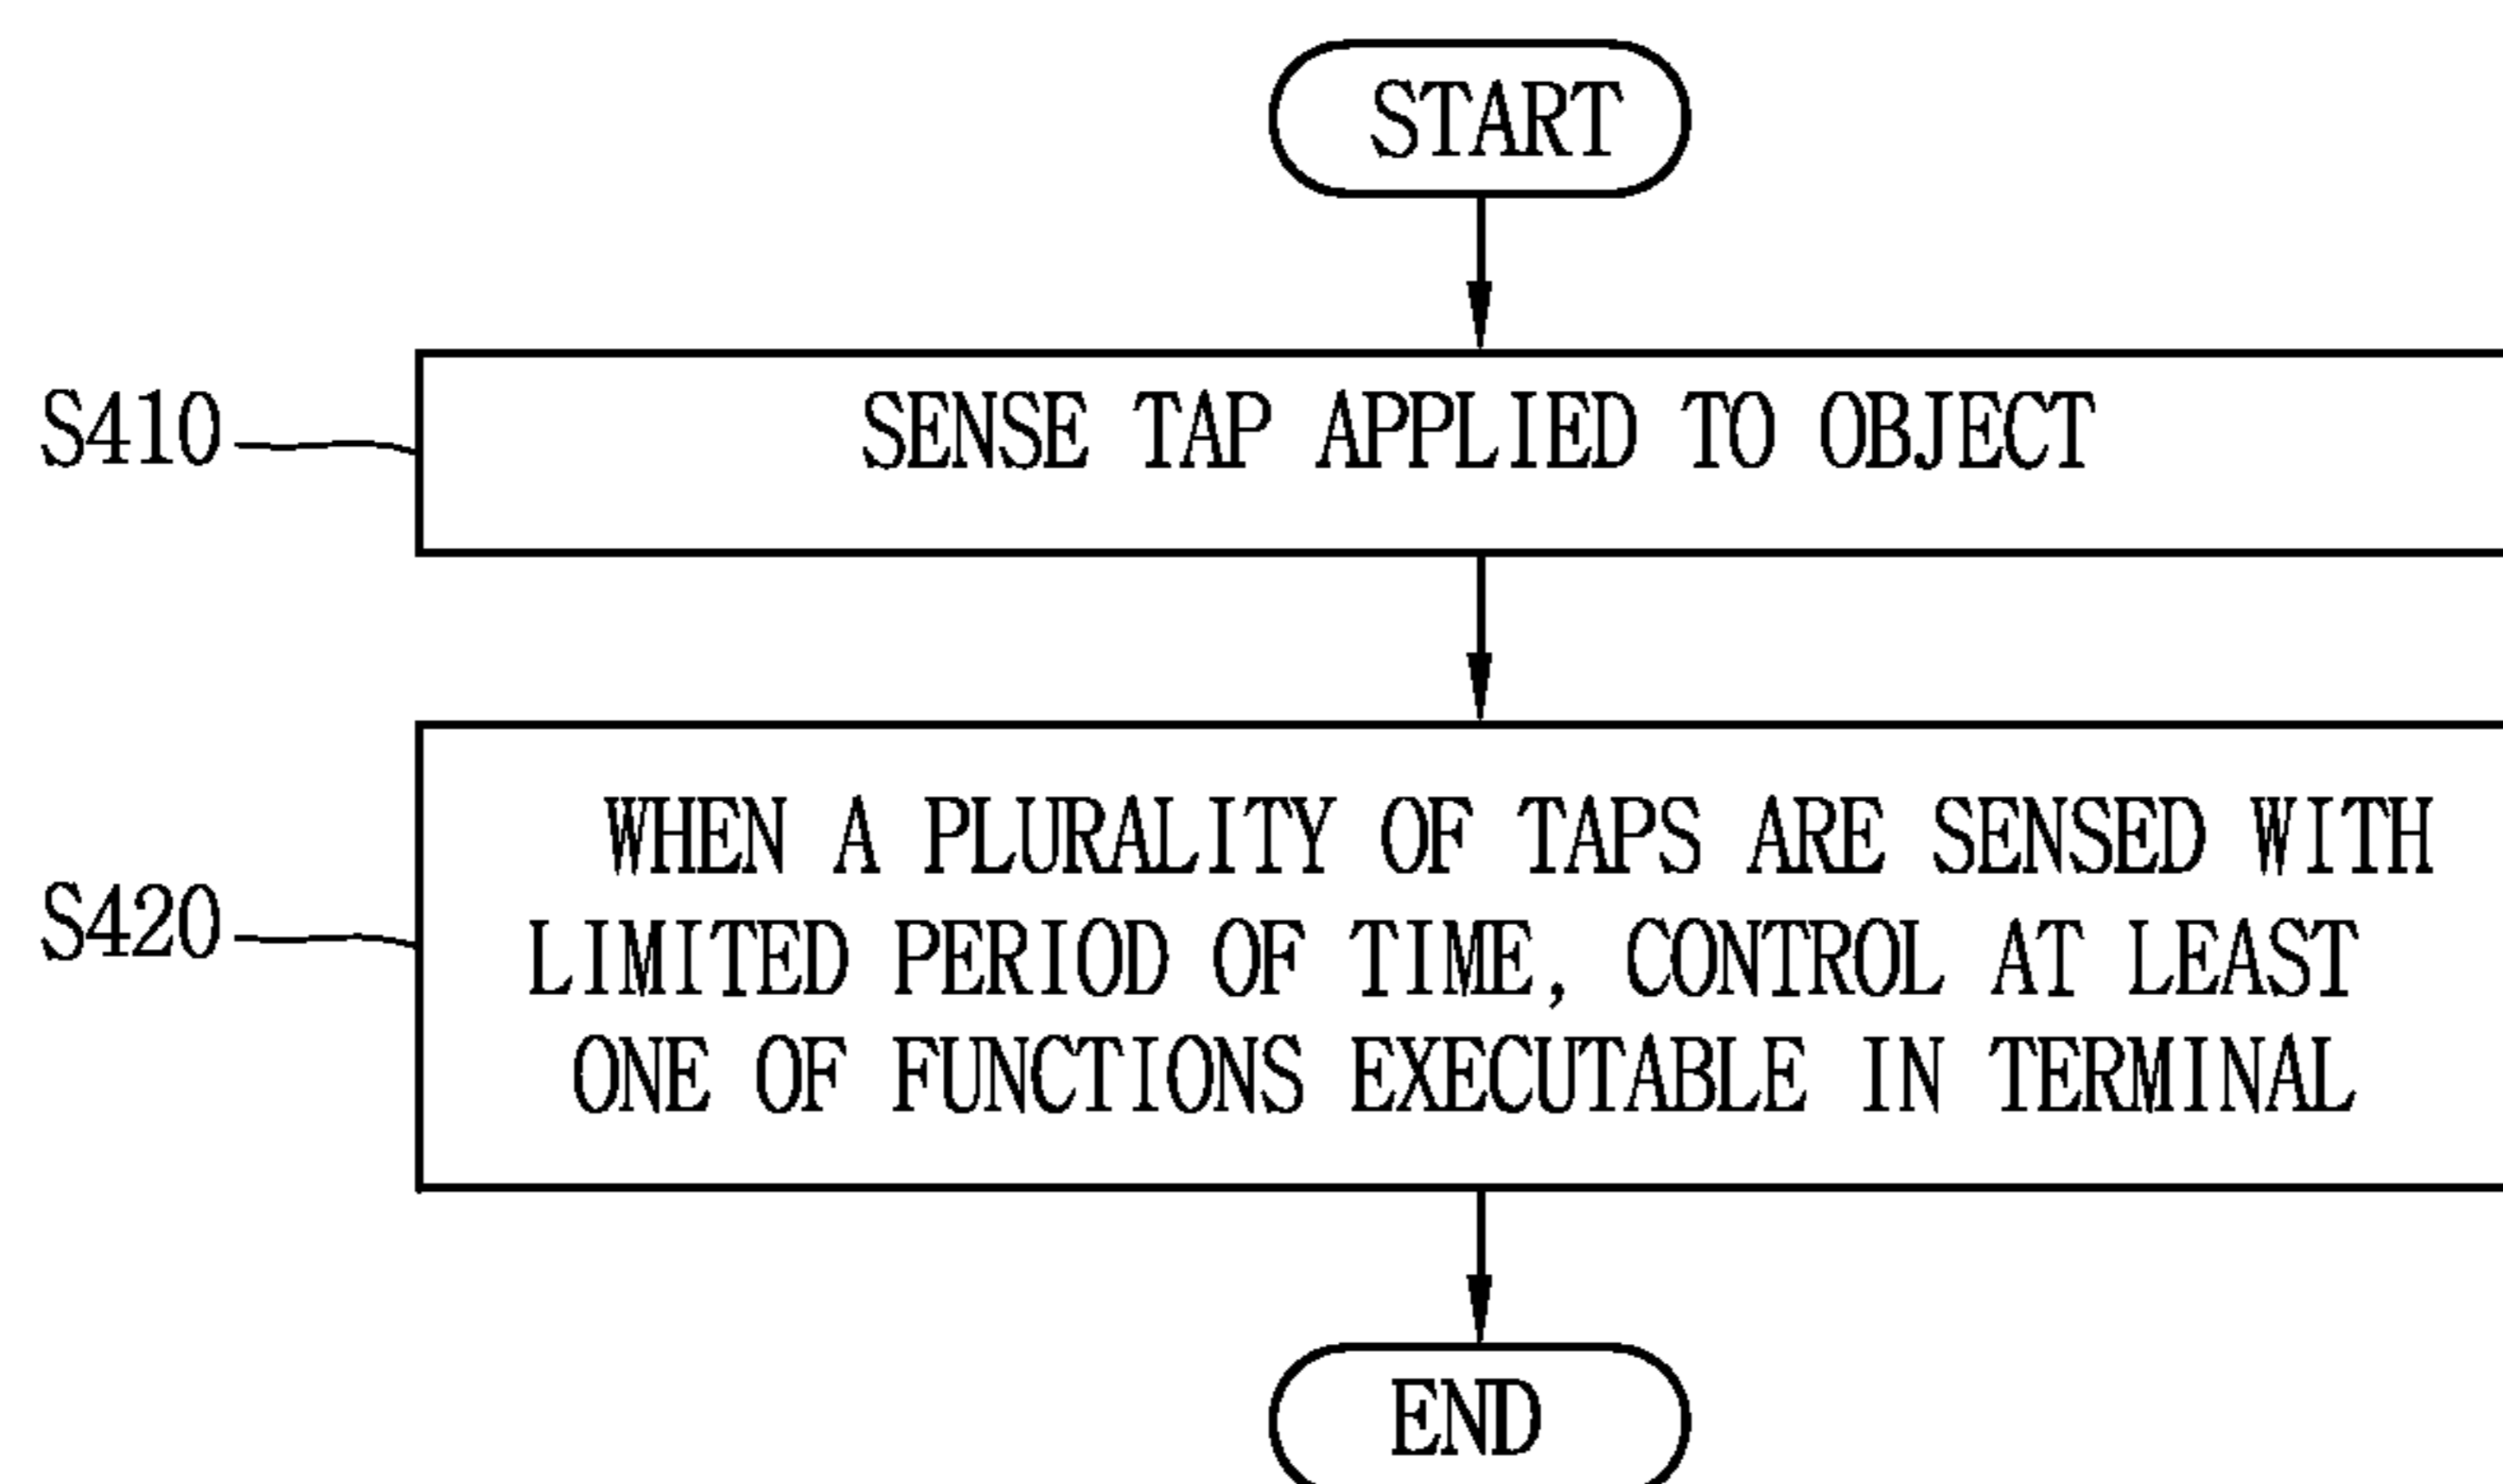 START
S410
SENSE TAP APPLIED TO OBJECT
S420
WHEN A PLURALITY OF TAPS ARE SENSED WITH
LIMITED PERIOD OF TIME, CONTROL AT LEAST
ONE OF FUNCTIONS EXECUTABLE IN TERMINAL
END